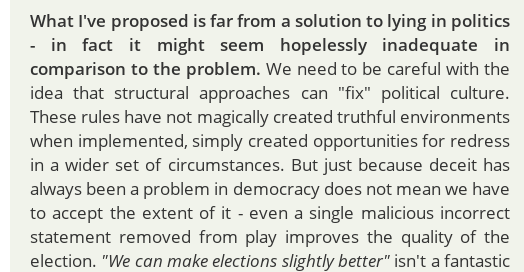 What I've proposed is far from a solution to lying in politics
- in fact it might seem hopelessly inadequate in
comparison to the problem. We need to be careful with the
idea that structural approaches can "fix" political culture.
These rules have not magically created truthful environments
when implemented, simply created opportunities for redress
in a wider set of circumstances. But just because deceit has
always been a problem in democracy does not mean we have
to accept the extent of it - even a single malicious incorrect
statement removed from play improves the quality of the
election. "We can make elections slightly better" isn't a fantastic